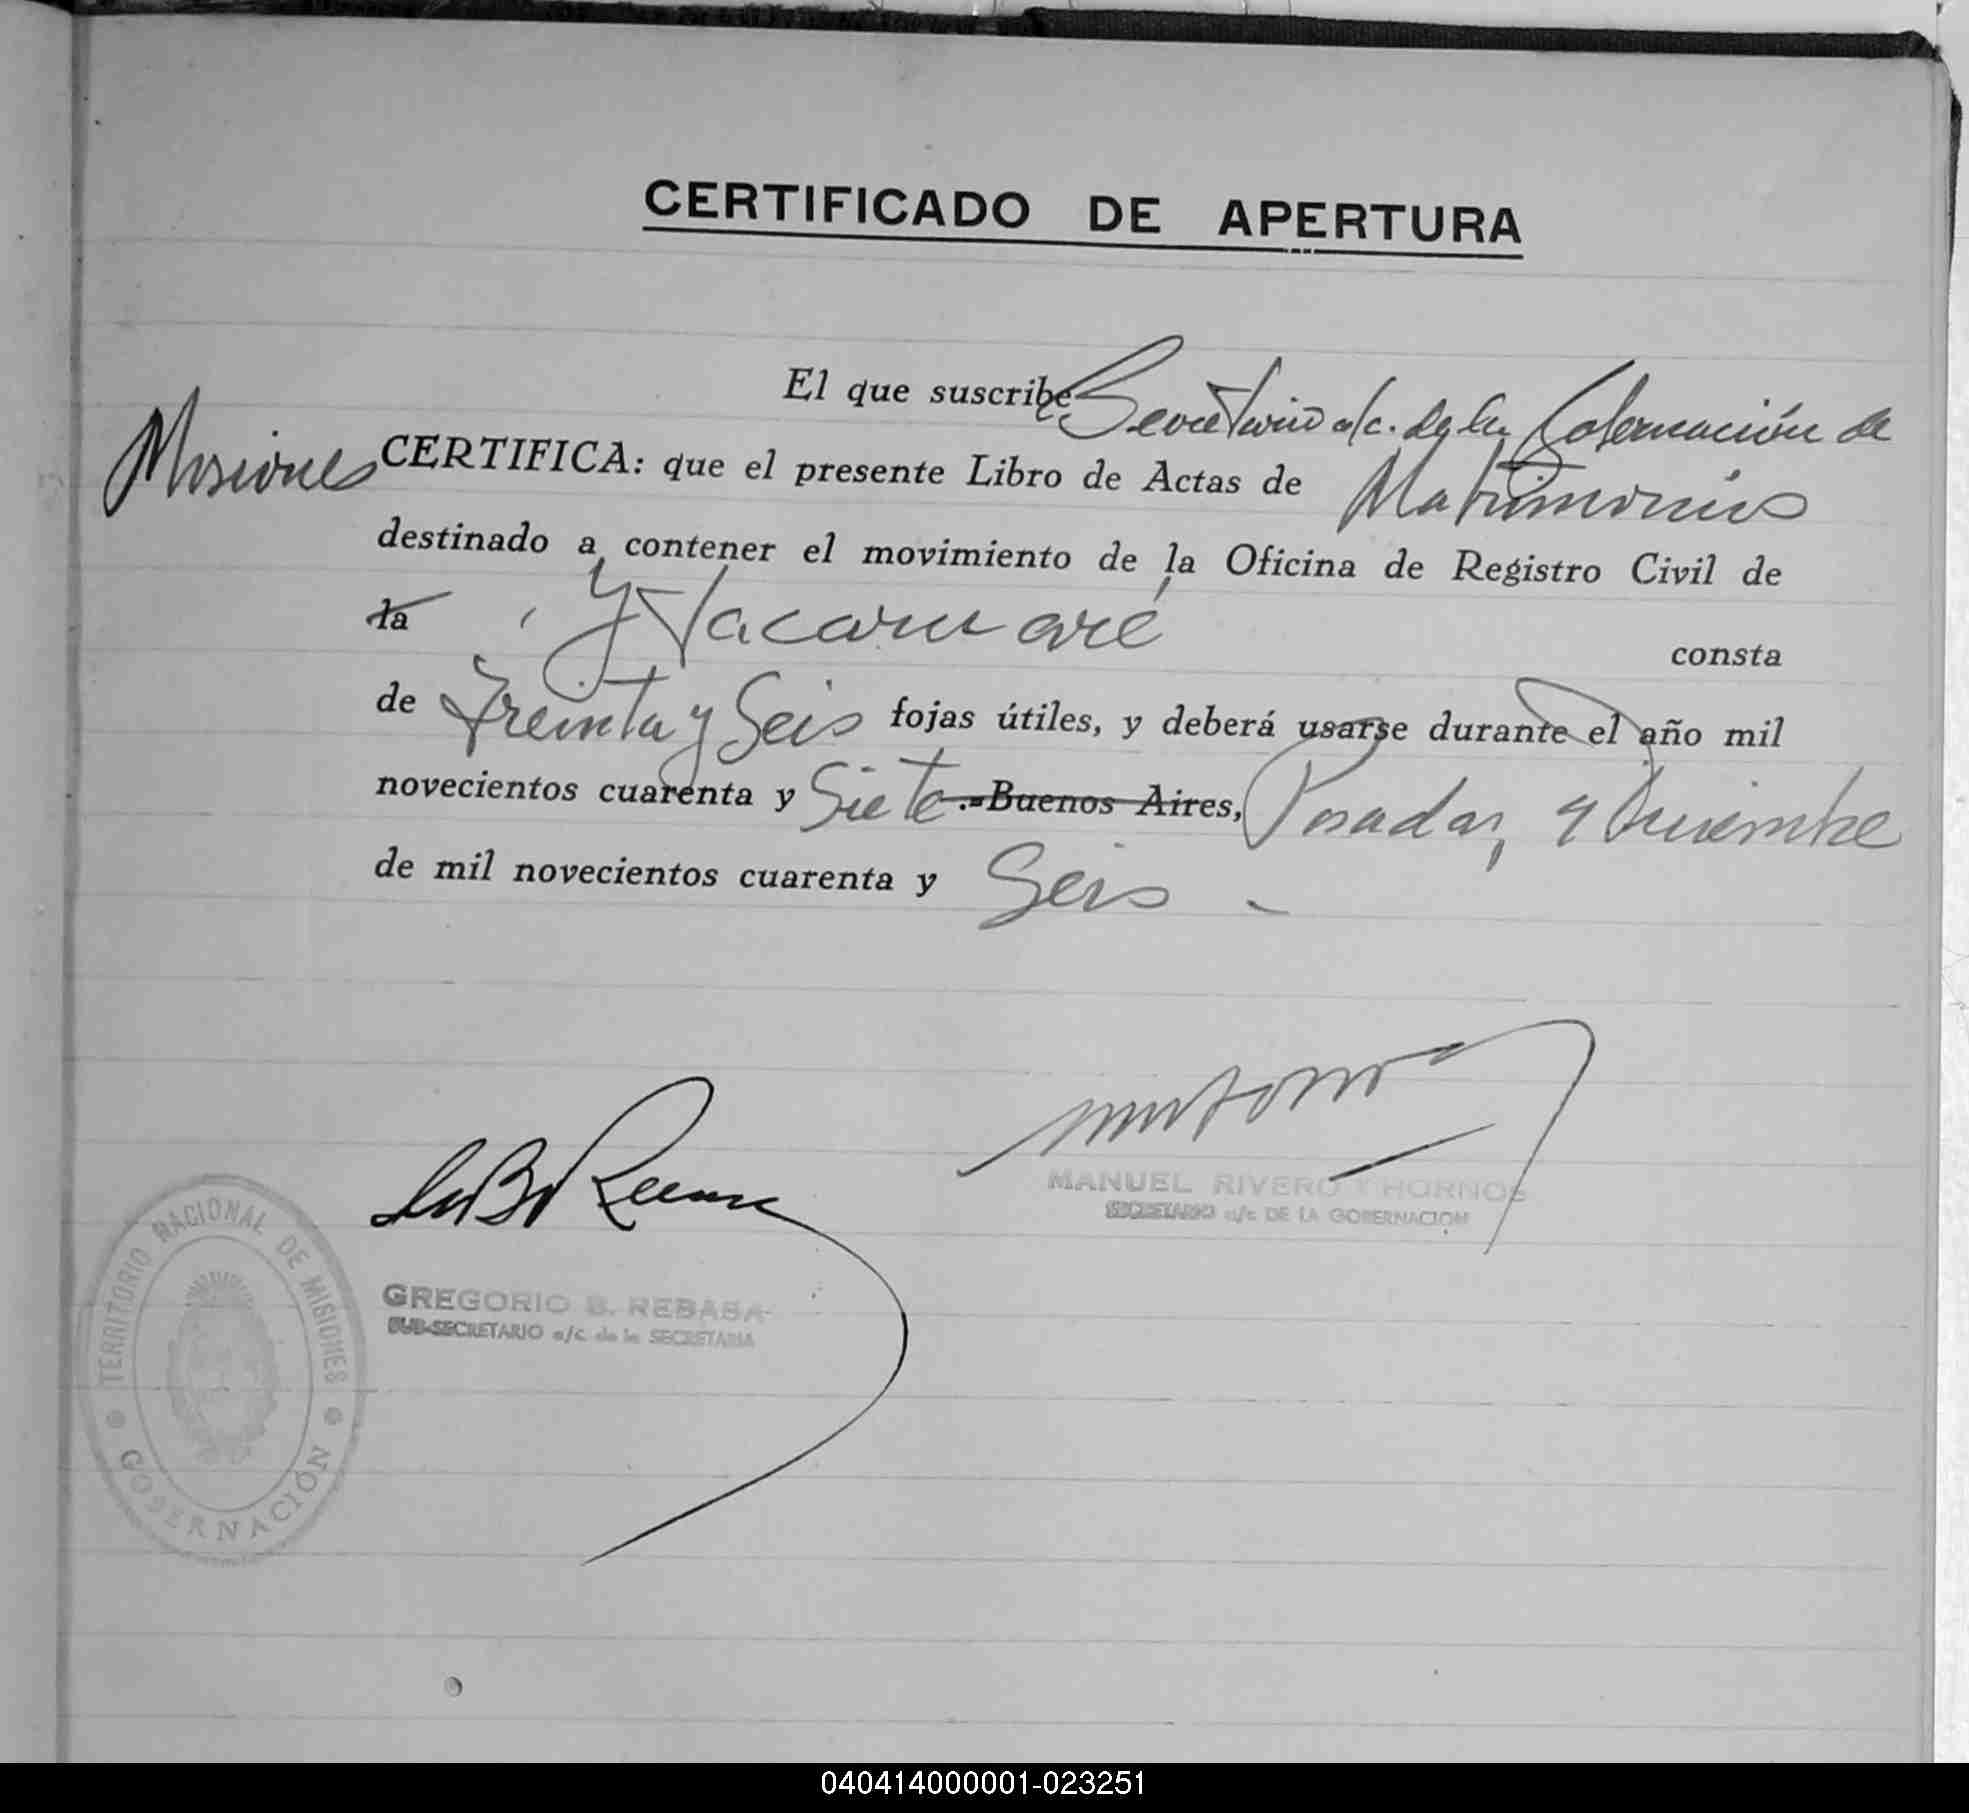 CERTIFICADO DE APERTURA
El que suscribe Secretario a/c. de la Gobernación de
Misiones CERTIFICA: que el presente Libro de Actas de Matrimonios
destinado a contener el movimiento de la Oficina de Registro Civil de
la Ytacaruaré consta
de Treinta y Seis fojas útiles, y deberá usarse durante el año mil
novecientos cuarenta y Siete.-Buenos Aires, Posadas, 9 Diciembre
de mil novecientos cuarenta y Seis -
MANUEL RIVERO Y HORNOS
SECRETARIO a/c DE LA GOBERNACION
GREGORIO B. REBASA
SUB-SECRETARIO a/c de la SECRETARIA
TERRITORIO NACIONAL DE MISIONES
GOBERNACIÓN
040414000001-023251